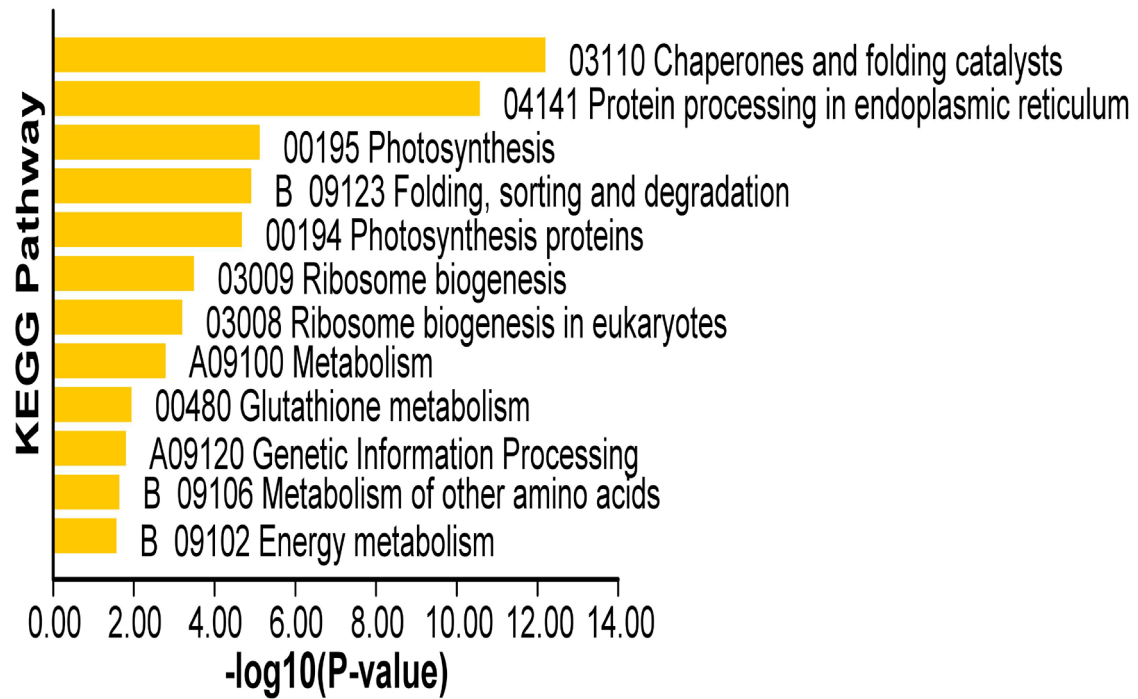 KEGG Pathway
03110 Chaperones and folding catalysts
04141 Protein processing in endoplasmic reticulum
00195 Photosynthesis
B 09123 Folding, sorting and degradation
00194 Photosynthesis proteins
03009 Ribosome biogenesis
03008 Ribosome biogenesis in eukaryotes
A09100 Metabolism
00480 Glutathione metabolism
A09120 Genetic Information Processing
B 09106 Metabolism of other amino acids
B 09102 Energy metabolism
0.00 2.00 4.00 6.00 8.00 10.00 12.00 14.00
-log10(P-value)